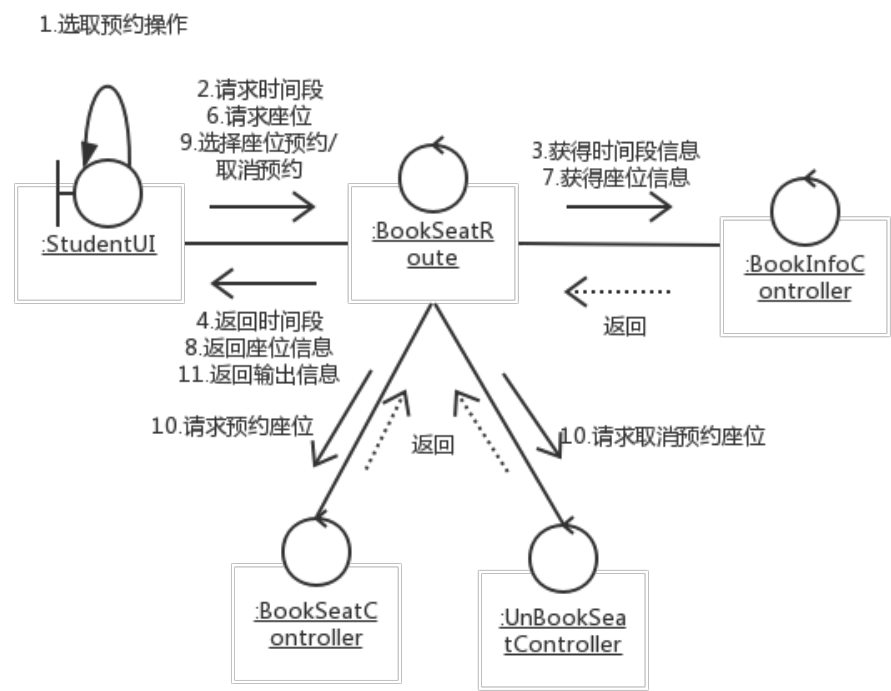 1.选取预约操作
2.请求时间段
6.请求座位
9.选择座位预约/
取消预约
3.获得时间段信息
7.获得座位信息
:StudentUI
:BookSeatR
oute
:BookInfoC
ontroller
返回
4.返回时间段
8.返回座位信息
11.返回输出信息
10.请求预约座位
返回
10.请求取消预约座位
:BookSeatC
ontroller
:UnBookSea
tController